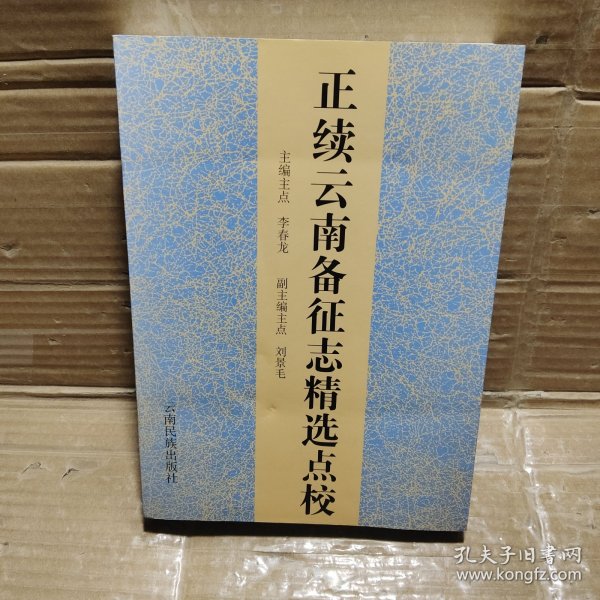 正续云南备征志精选点校
主编主点 李春龙 副主编主点 刘景毛
云南民族出版社
孔夫子旧书网
www.kongfz.com